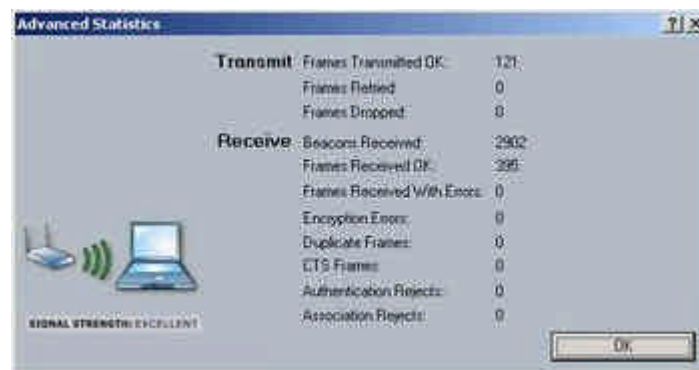 Advanced Statistics
Transmit Frames Transmitted OK: 121
Frames Retried 0
Frames Dropped: 0
Receive Beacons Received: 2902
Frames Received OK: 395
Frames Received With Errors: 0
Encryption Errors: 0
Duplicate Frames: 0
CTS Frames: 0
Authentication Rejects: 0
Association Rejects: 0
SIGNAL STRENGTH: EXCELLENT
OK